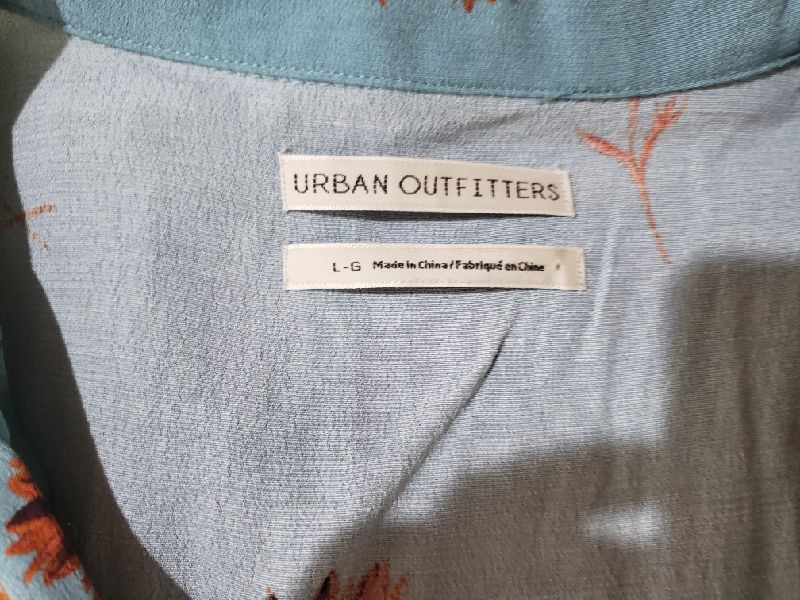 URBAN OUTFITTERS
L-G Made in China/Fabriqué en Chine